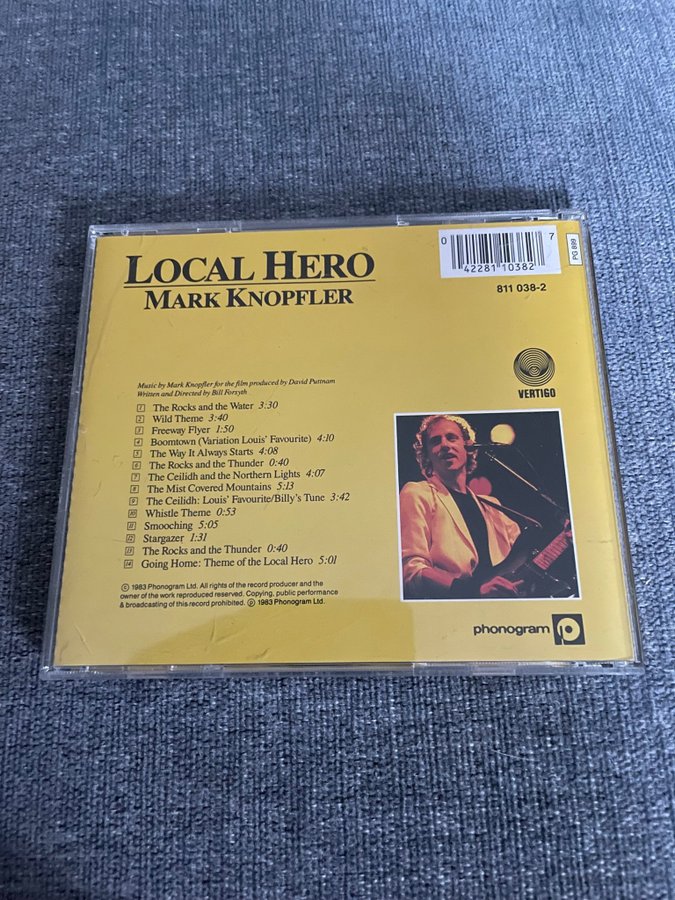 LOCAL HERO
MARK KNOPFLER
0 42281 10382 7
PG 899
811 038-2
VERTIGO
Music by Mark Knopfler for the film produced by David Puttnam
Written and Directed by Bill Forsyth
1 The Rocks and the Water 3:30
2 Wild Theme 3:40
3 Freeway Flyer 1:50
4 Boomtown (Variation Louis' Favourite) 4:10
5 The Way It Always Starts 4:08
6 The Rocks and the Thunder 0:40
7 The Ceilidh and the Northern Lights 4:07
8 The Mist Covered Mountains 5:13
9 The Ceilidh: Louis' Favourite/Billy's Tune 3:42
10 Whistle Theme 0:53
11 Smooching 5:05
12 Stargazer 1:31
13 The Rocks and the Thunder 0:40
14 Going Home: Theme of the Local Hero 5:01
© 1983 Phonogram Ltd. All rights of the record producer and the
owner of the work reproduced reserved. Copying, public performance
& broadcasting of this record prohibited. ℗ 1983 Phonogram Ltd.
phonogram p